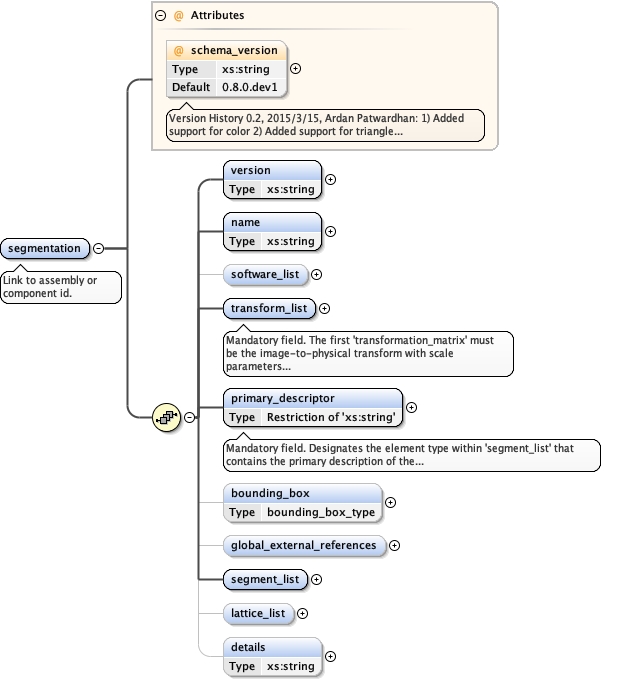 Attributes
@ schema_version
Type xs:string
Default 0.8.0.dev1
Version History 0.2, 2015/3/15, Ardan Patwardhan: 1) Added
support for color 2) Added support for triangle...
segmentation
Link to assembly or
component id.
version
Type xs:string
name
Type xs:string
software_list
transform_list
Mandatory field. The first 'transformation_matrix' must
be the image-to-physical transform with scale
parameters...
primary_descriptor
Type Restriction of 'xs:string'
Mandatory field. Designates the element type within 'segment_list' that
contains the primary description of the...
bounding_box
Type bounding_box_type
global_external_references
segment_list
lattice_list
details
Type xs:string